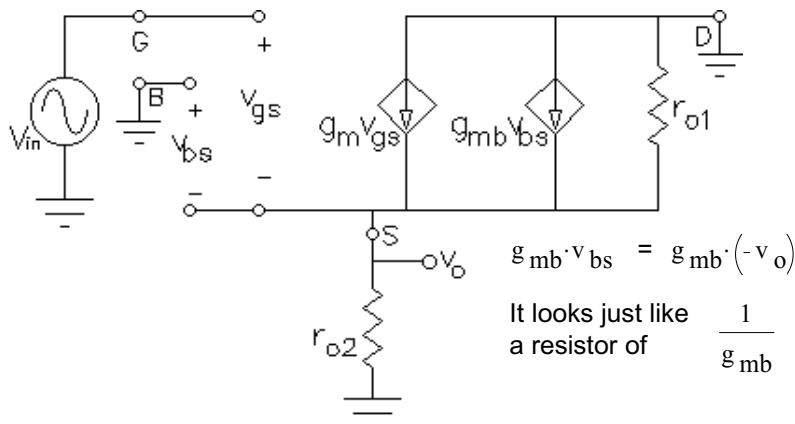 G
D
B
+
+
-
-
Vin
vbs
vgs
gmvgs
gmbvbs
ro1
S
vo
ro2
g mb·v bs = g mb·(-v o)
It looks just like
a resistor of
1
g mb